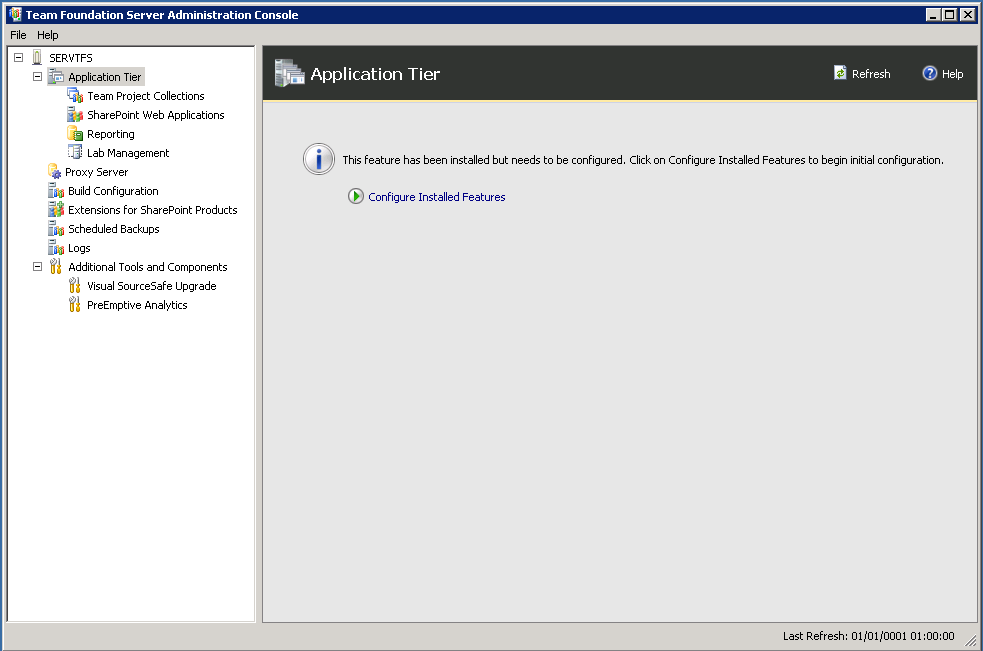 Team Foundation Server Administration Console
File Help
SERVTFS
Application Tier
Team Project Collections
SharePoint Web Applications
Reporting
Lab Management
Proxy Server
Build Configuration
Extensions for SharePoint Products
Scheduled Backups
Logs
Additional Tools and Components
Visual SourceSafe Upgrade
PreEmptive Analytics
Application Tier
Refresh
Help
This feature has been installed but needs to be configured. Click on Configure Installed Features to begin initial configuration.
Configure Installed Features
Last Refresh: 01/01/0001 01:00:00